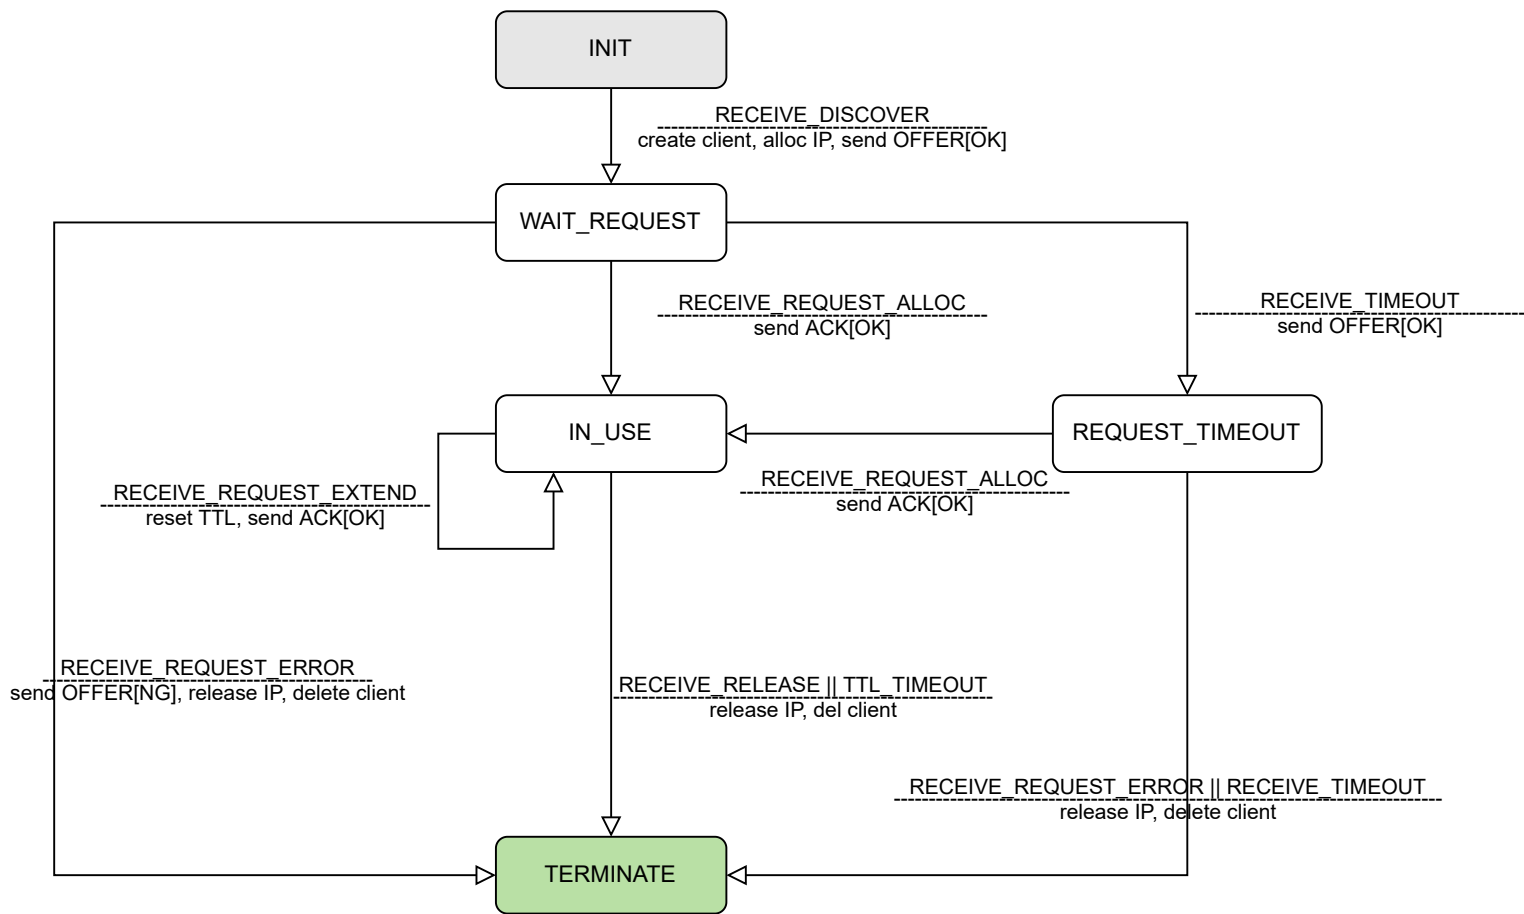 INIT
RECEIVE_DISCOVER
create client, alloc IP, send OFFER[OK]
WAIT_REQUEST
RECEIVE_REQUEST_ALLOC
send ACK[OK]
RECEIVE_TIMEOUT
send OFFER[OK]
IN_USE
REQUEST_TIMEOUT
RECEIVE_REQUEST_EXTEND
reset TTL, send ACK[OK]
RECEIVE_REQUEST_ALLOC
send ACK[OK]
RECEIVE_REQUEST_ERROR
send OFFER[NG], release IP, delete client
RECEIVE_RELEASE || TTL_TIMEOUT
release IP, del client
RECEIVE_REQUEST_ERROR || RECEIVE_TIMEOUT
release IP, delete client
TERMINATE